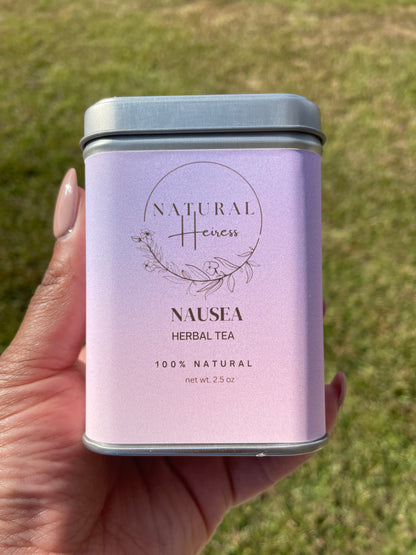 NATURAL
Heiress
NAUSEA
HERBAL TEA
100% NATURAL
net wt. 2.5 oz